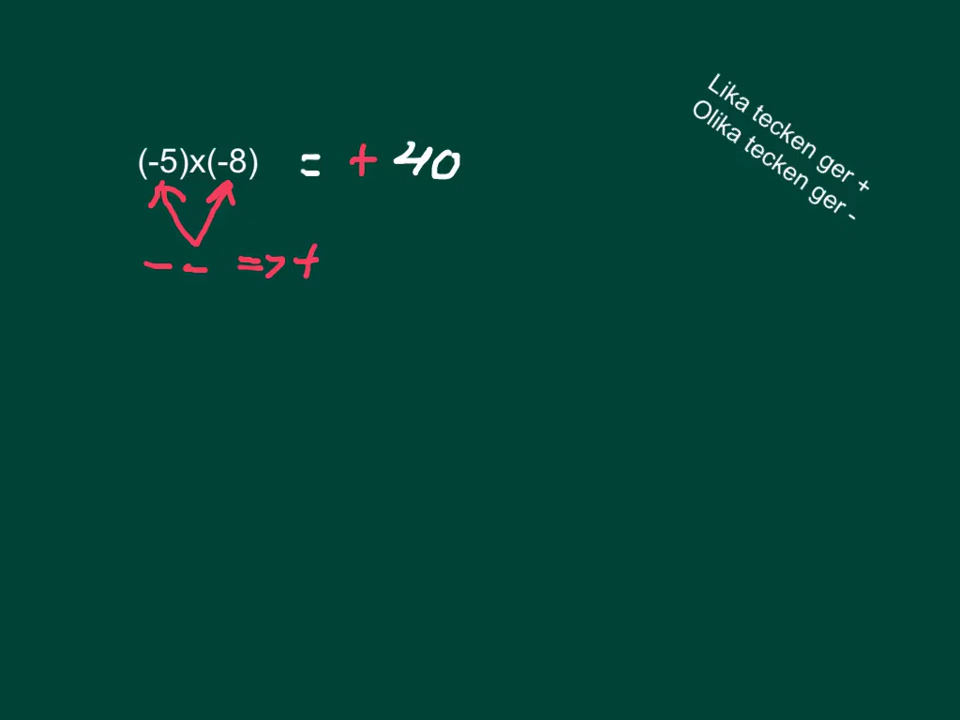 (-5)x(-8) = + 40
- - => +
Lika tecken ger +
Olika tecken ger -